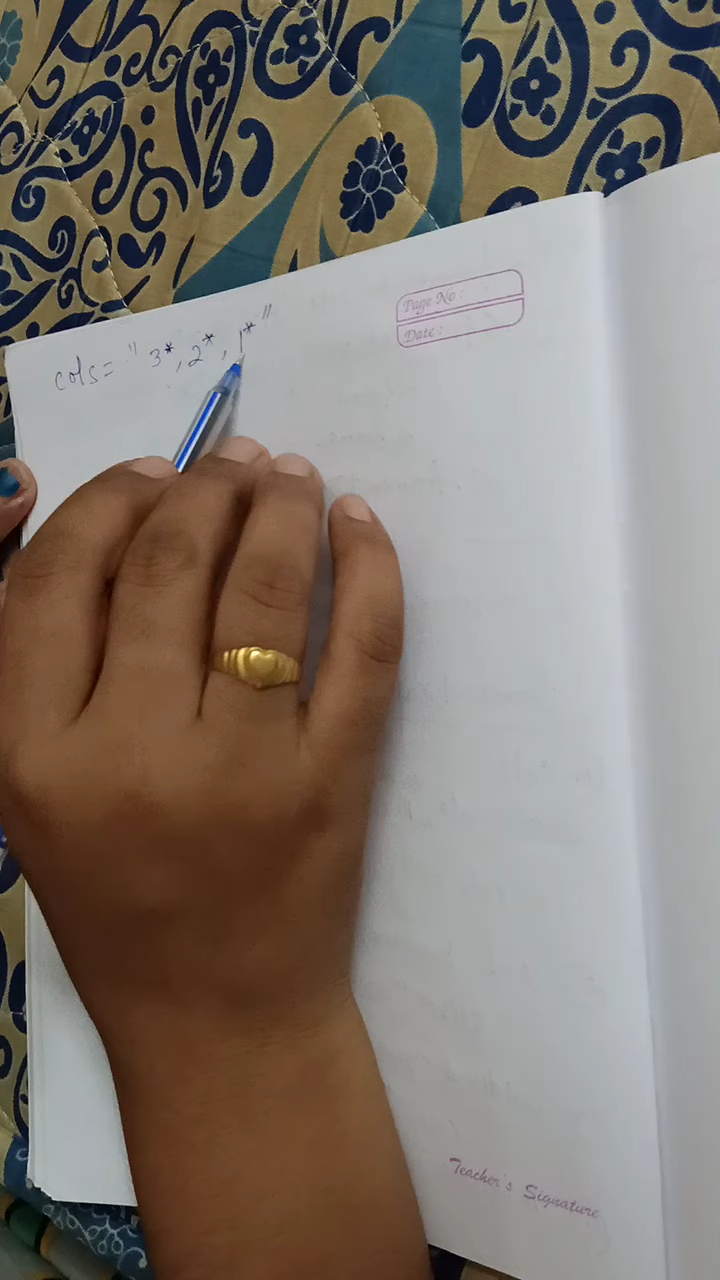 Page No :
Date :
cols = " 3*, 2*, 1* "
Teacher's Signature